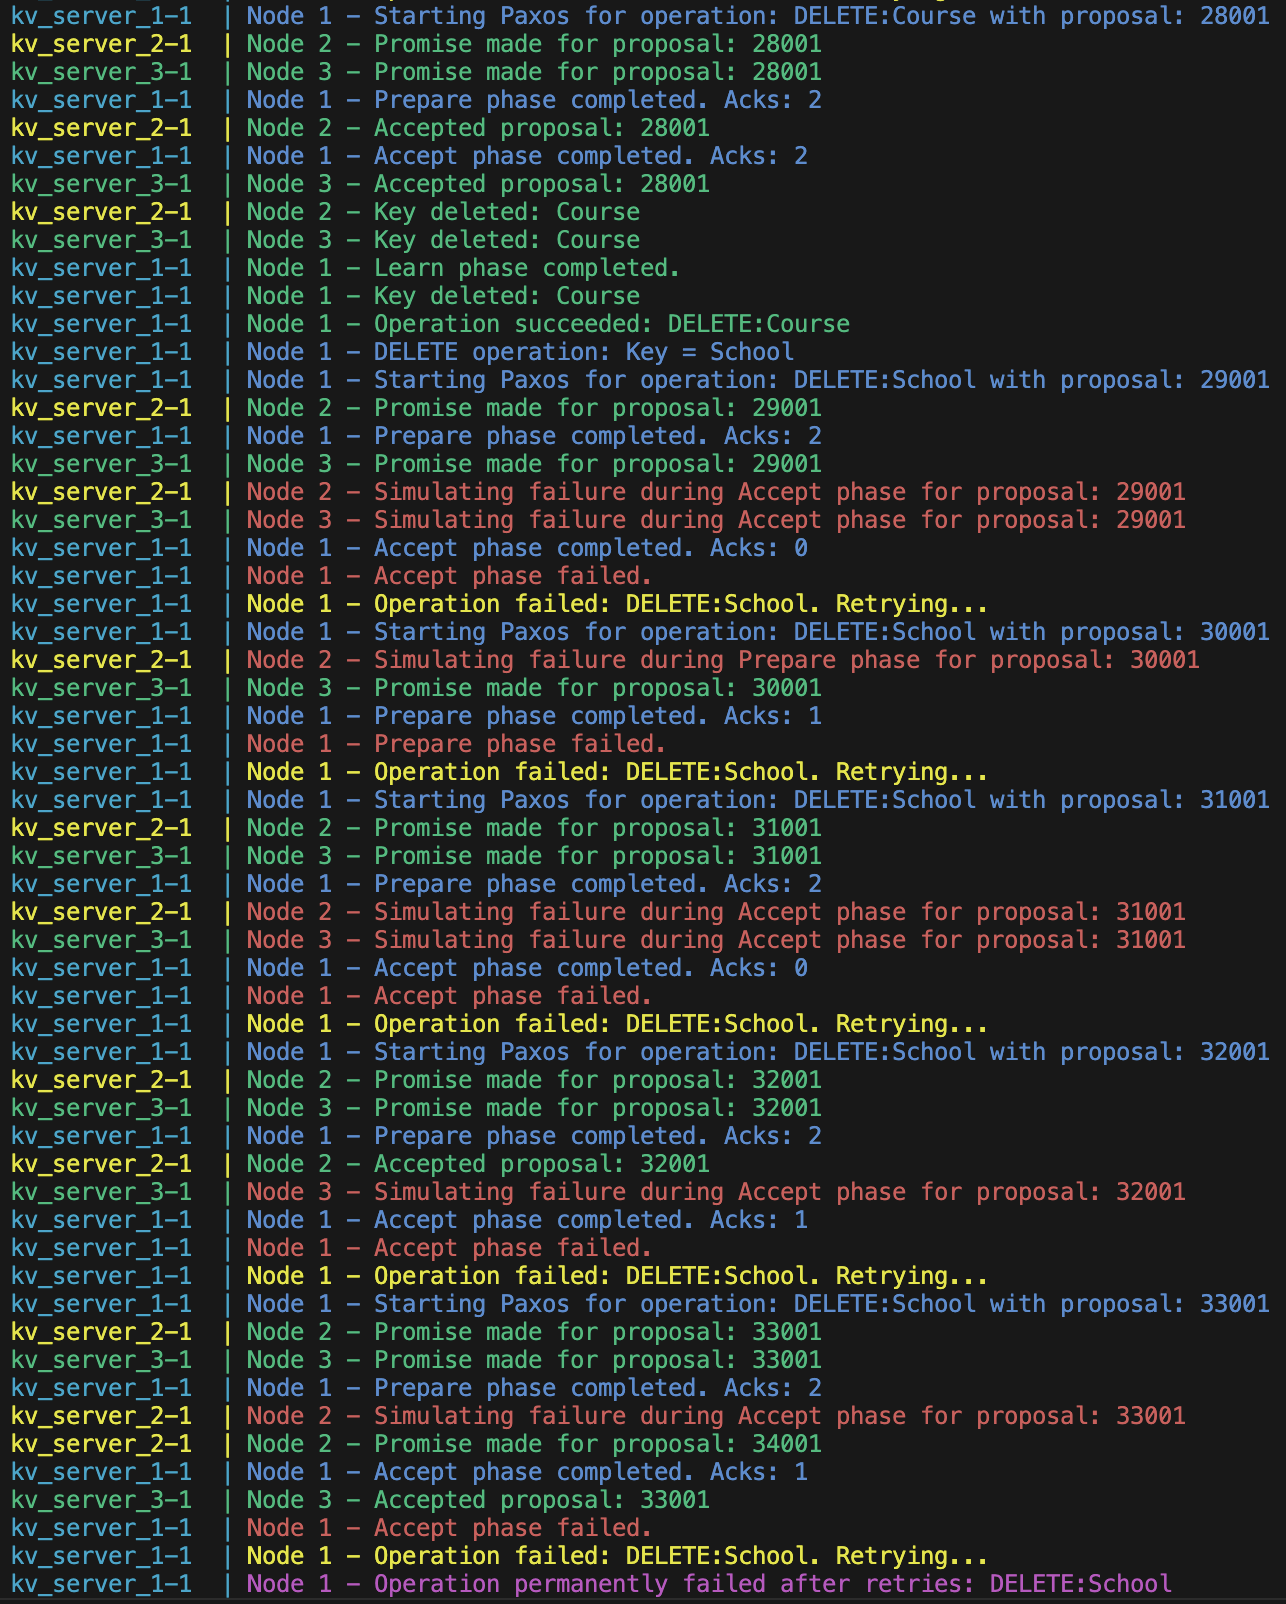 kv_server_1-1 | Node 1 – Starting Paxos for operation: DELETE:Course with proposal: 28001
kv_server_2-1 | Node 2 – Promise made for proposal: 28001
kv_server_3-1 | Node 3 – Promise made for proposal: 28001
kv_server_1-1 | Node 1 – Prepare phase completed. Acks: 2
kv_server_2-1 | Node 2 – Accepted proposal: 28001
kv_server_1-1 | Node 1 – Accept phase completed. Acks: 2
kv_server_3-1 | Node 3 – Accepted proposal: 28001
kv_server_2-1 | Node 2 – Key deleted: Course
kv_server_3-1 | Node 3 – Key deleted: Course
kv_server_1-1 | Node 1 – Learn phase completed.
kv_server_1-1 | Node 1 – Key deleted: Course
kv_server_1-1 | Node 1 – Operation succeeded: DELETE:Course
kv_server_1-1 | Node 1 – DELETE operation: Key = School
kv_server_1-1 | Node 1 – Starting Paxos for operation: DELETE:School with proposal: 29001
kv_server_2-1 | Node 2 – Promise made for proposal: 29001
kv_server_1-1 | Node 1 – Prepare phase completed. Acks: 2
kv_server_3-1 | Node 3 – Promise made for proposal: 29001
kv_server_2-1 | Node 2 – Simulating failure during Accept phase for proposal: 29001
kv_server_3-1 | Node 3 – Simulating failure during Accept phase for proposal: 29001
kv_server_1-1 | Node 1 – Accept phase completed. Acks: 0
kv_server_1-1 | Node 1 – Accept phase failed.
kv_server_1-1 | Node 1 – Operation failed: DELETE:School. Retrying...
kv_server_1-1 | Node 1 – Starting Paxos for operation: DELETE:School with proposal: 30001
kv_server_2-1 | Node 2 – Simulating failure during Prepare phase for proposal: 30001
kv_server_3-1 | Node 3 – Promise made for proposal: 30001
kv_server_1-1 | Node 1 – Prepare phase completed. Acks: 1
kv_server_1-1 | Node 1 – Prepare phase failed.
kv_server_1-1 | Node 1 – Operation failed: DELETE:School. Retrying...
kv_server_1-1 | Node 1 – Starting Paxos for operation: DELETE:School with proposal: 31001
kv_server_2-1 | Node 2 – Promise made for proposal: 31001
kv_server_3-1 | Node 3 – Promise made for proposal: 31001
kv_server_1-1 | Node 1 – Prepare phase completed. Acks: 2
kv_server_2-1 | Node 2 – Simulating failure during Accept phase for proposal: 31001
kv_server_3-1 | Node 3 – Simulating failure during Accept phase for proposal: 31001
kv_server_1-1 | Node 1 – Accept phase completed. Acks: 0
kv_server_1-1 | Node 1 – Accept phase failed.
kv_server_1-1 | Node 1 – Operation failed: DELETE:School. Retrying...
kv_server_1-1 | Node 1 – Starting Paxos for operation: DELETE:School with proposal: 32001
kv_server_2-1 | Node 2 – Promise made for proposal: 32001
kv_server_3-1 | Node 3 – Promise made for proposal: 32001
kv_server_1-1 | Node 1 – Prepare phase completed. Acks: 2
kv_server_2-1 | Node 2 – Accepted proposal: 32001
kv_server_3-1 | Node 3 – Simulating failure during Accept phase for proposal: 32001
kv_server_1-1 | Node 1 – Accept phase completed. Acks: 1
kv_server_1-1 | Node 1 – Accept phase failed.
kv_server_1-1 | Node 1 – Operation failed: DELETE:School. Retrying...
kv_server_1-1 | Node 1 – Starting Paxos for operation: DELETE:School with proposal: 33001
kv_server_2-1 | Node 2 – Promise made for proposal: 33001
kv_server_3-1 | Node 3 – Promise made for proposal: 33001
kv_server_1-1 | Node 1 – Prepare phase completed. Acks: 2
kv_server_2-1 | Node 2 – Simulating failure during Accept phase for proposal: 33001
kv_server_2-1 | Node 2 – Promise made for proposal: 34001
kv_server_1-1 | Node 1 – Accept phase completed. Acks: 1
kv_server_3-1 | Node 3 – Accepted proposal: 33001
kv_server_1-1 | Node 1 – Accept phase failed.
kv_server_1-1 | Node 1 – Operation failed: DELETE:School. Retrying...
kv_server_1-1 | Node 1 – Operation permanently failed after retries: DELETE:School